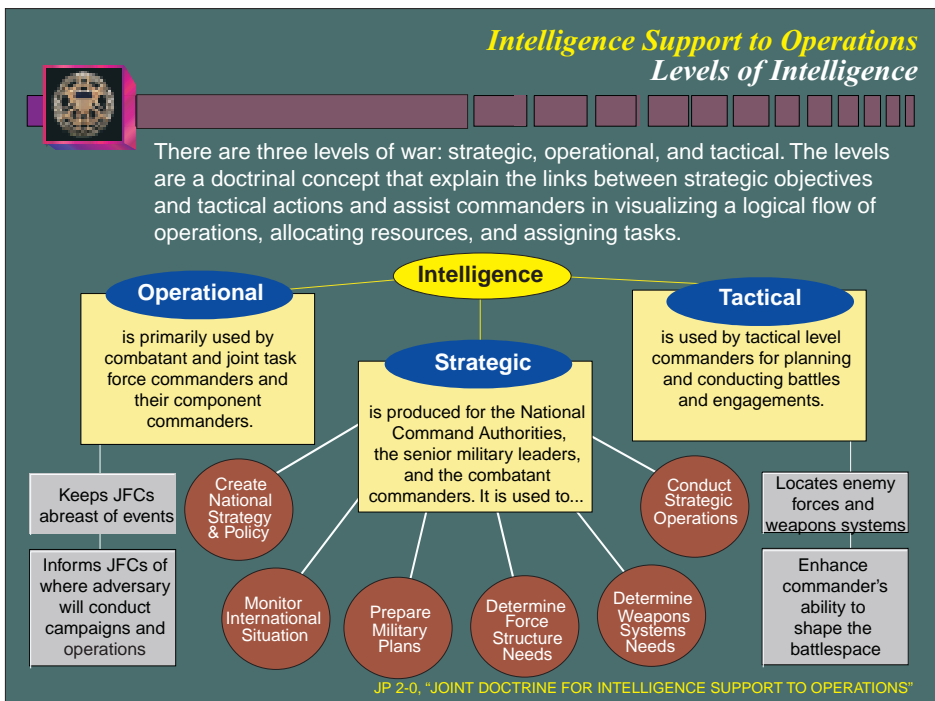 Intelligence Support to Operations
Levels of Intelligence
There are three levels of war: strategic, operational, and tactical. The levels
are a doctrinal concept that explain the links between strategic objectives
and tactical actions and assist commanders in visualizing a logical flow of
operations, allocating resources, and assigning tasks.
Intelligence
Operational
is primarily used by
combatant and joint task
force commanders and
their component
commanders.
Keeps JFCs
abreast of events
Informs JFCs of
where adversary
will conduct
campaigns and
operations
Strategic
is produced for the National
Command Authorities,
the senior military leaders,
and the combatant
commanders. It is used to...
Create
National
Strategy
& Policy
Monitor
International
Situation
Prepare
Military
Plans
Determine
Force
Structure
Needs
Determine
Weapons
Systems
Needs
Conduct
Strategic
Operations
Tactical
is used by tactical level
commanders for planning
and conducting battles
and engagements.
Locates enemy
forces and
weapons systems
Enhance
commander's
ability to
shape the
battlespace
JP 2-0, "JOINT DOCTRINE FOR INTELLIGENCE SUPPORT TO OPERATIONS"